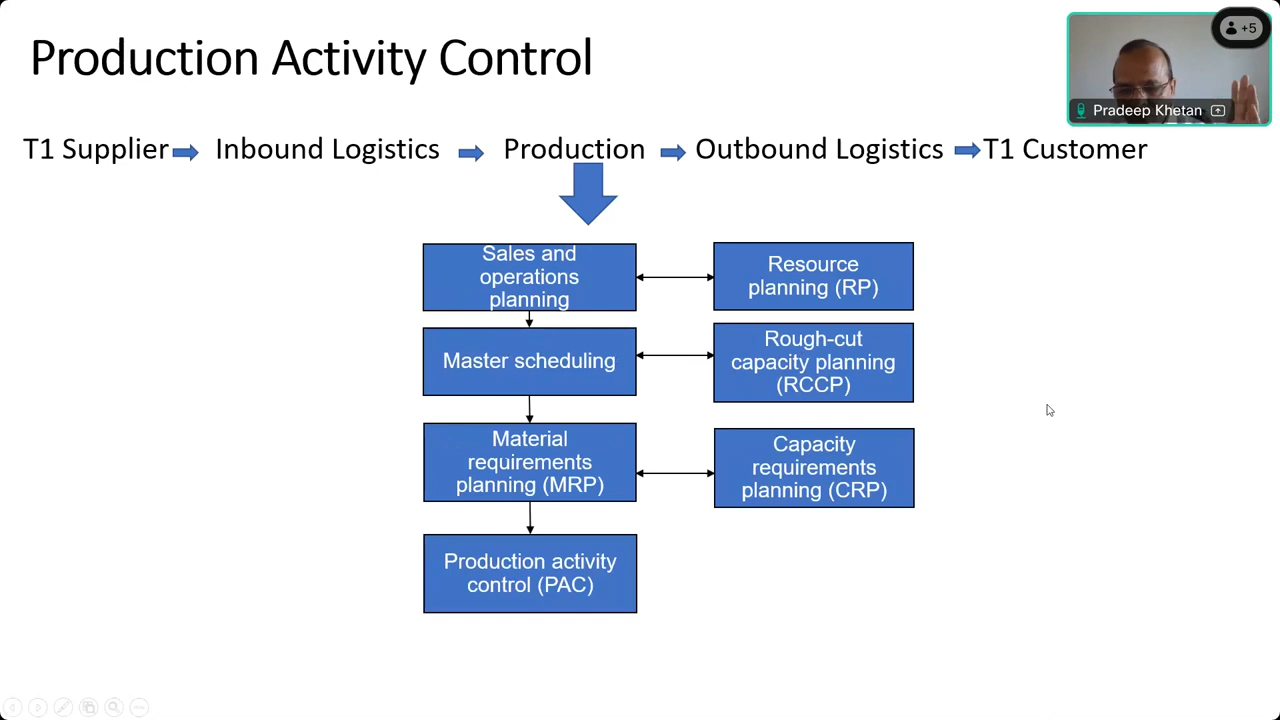 Production Activity Control
+5
Pradeep Khetan
T1 Supplier Inbound Logistics Production Outbound Logistics T1 Customer
Sales and
operations
planning
Resource
planning (RP)
Master scheduling
Rough-cut
capacity planning
(RCCP)
Material
requirements
planning (MRP)
Capacity
requirements
planning (CRP)
Production activity
control (PAC)